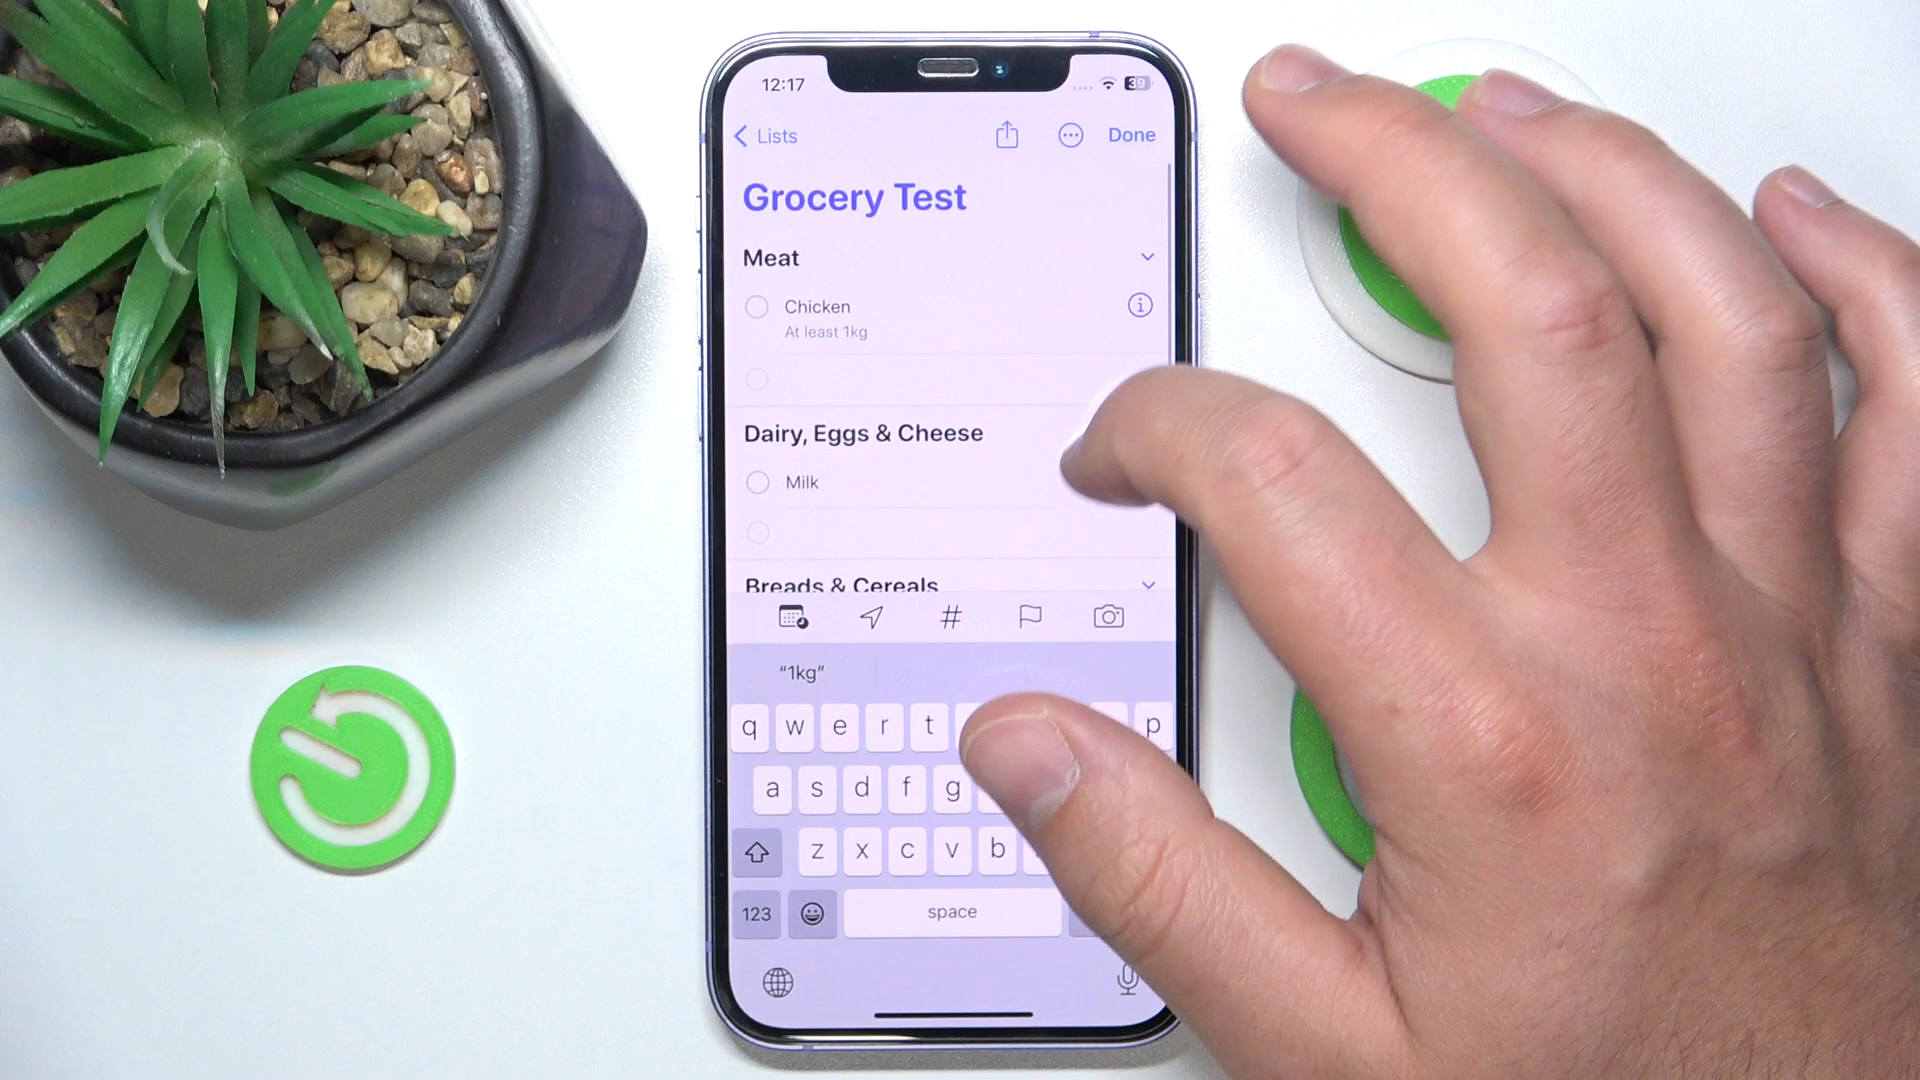 12:17
39
Lists
Done
Grocery Test
Meat
Chicken
At least 1kg
Dairy, Eggs & Cheese
Milk
Breads & Cereals
#
“1kg”
q w e r t p
a s d f g
z x c v b
123
space